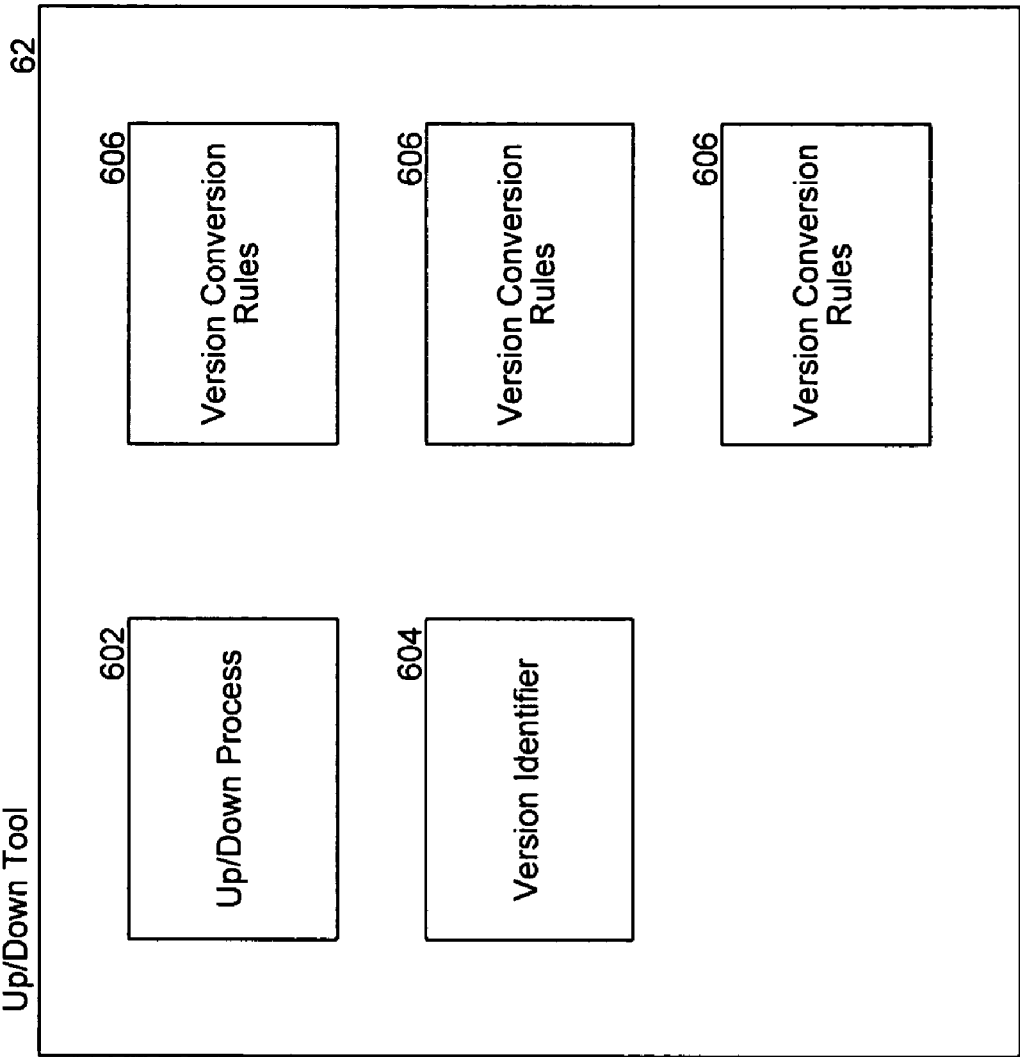 Up/Down Tool
62
602
Up/Down Process
606
Version Conversion
Rules
604
Version Identifier
606
Version Conversion
Rules
606
Version Conversion
Rules